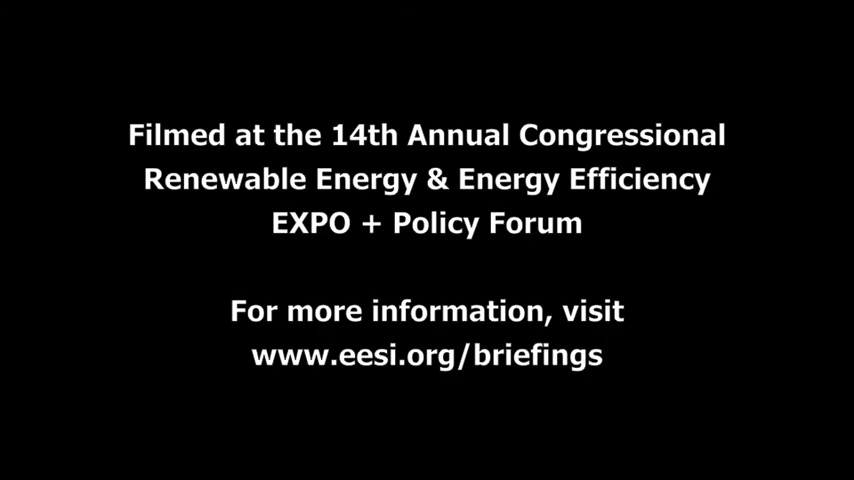 Filmed at the 14th Annual Congressional
Renewable Energy & Energy Efficiency
EXPO + Policy Forum
For more information, visit
www.eesi.org/briefings